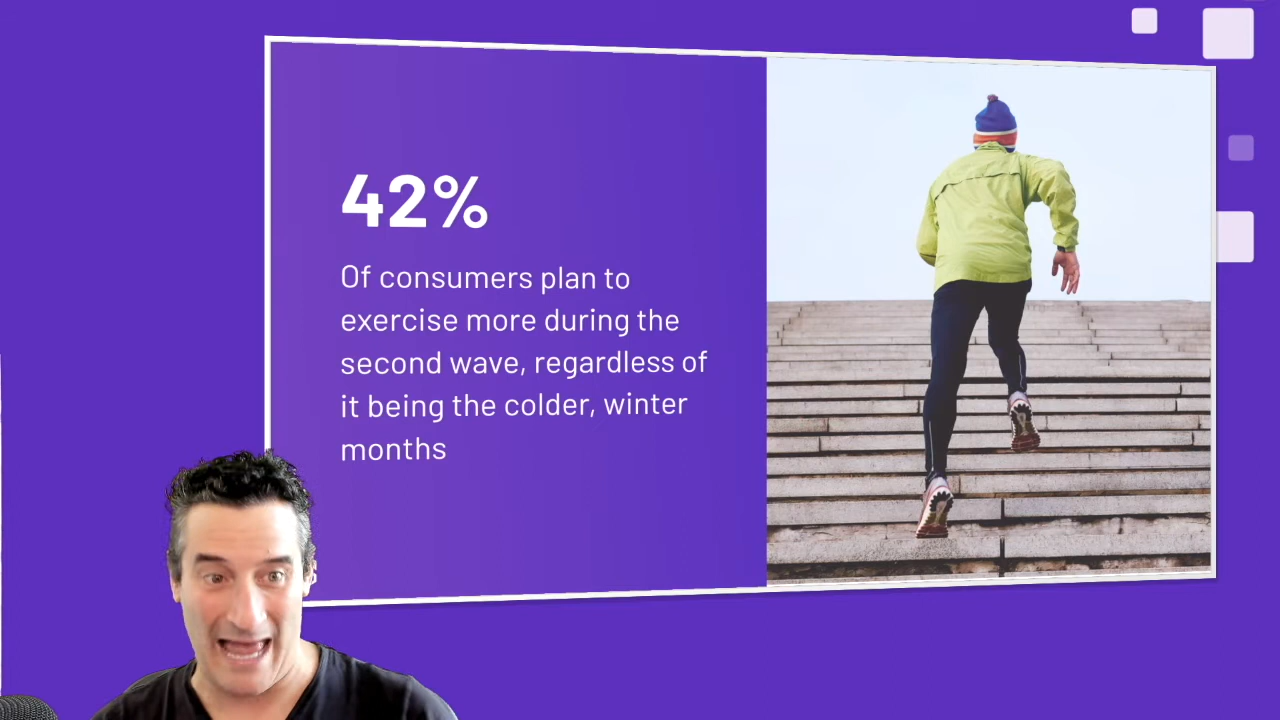 42%
Of consumers plan to
exercise more during the
second wave, regardless of
it being the colder, winter
months